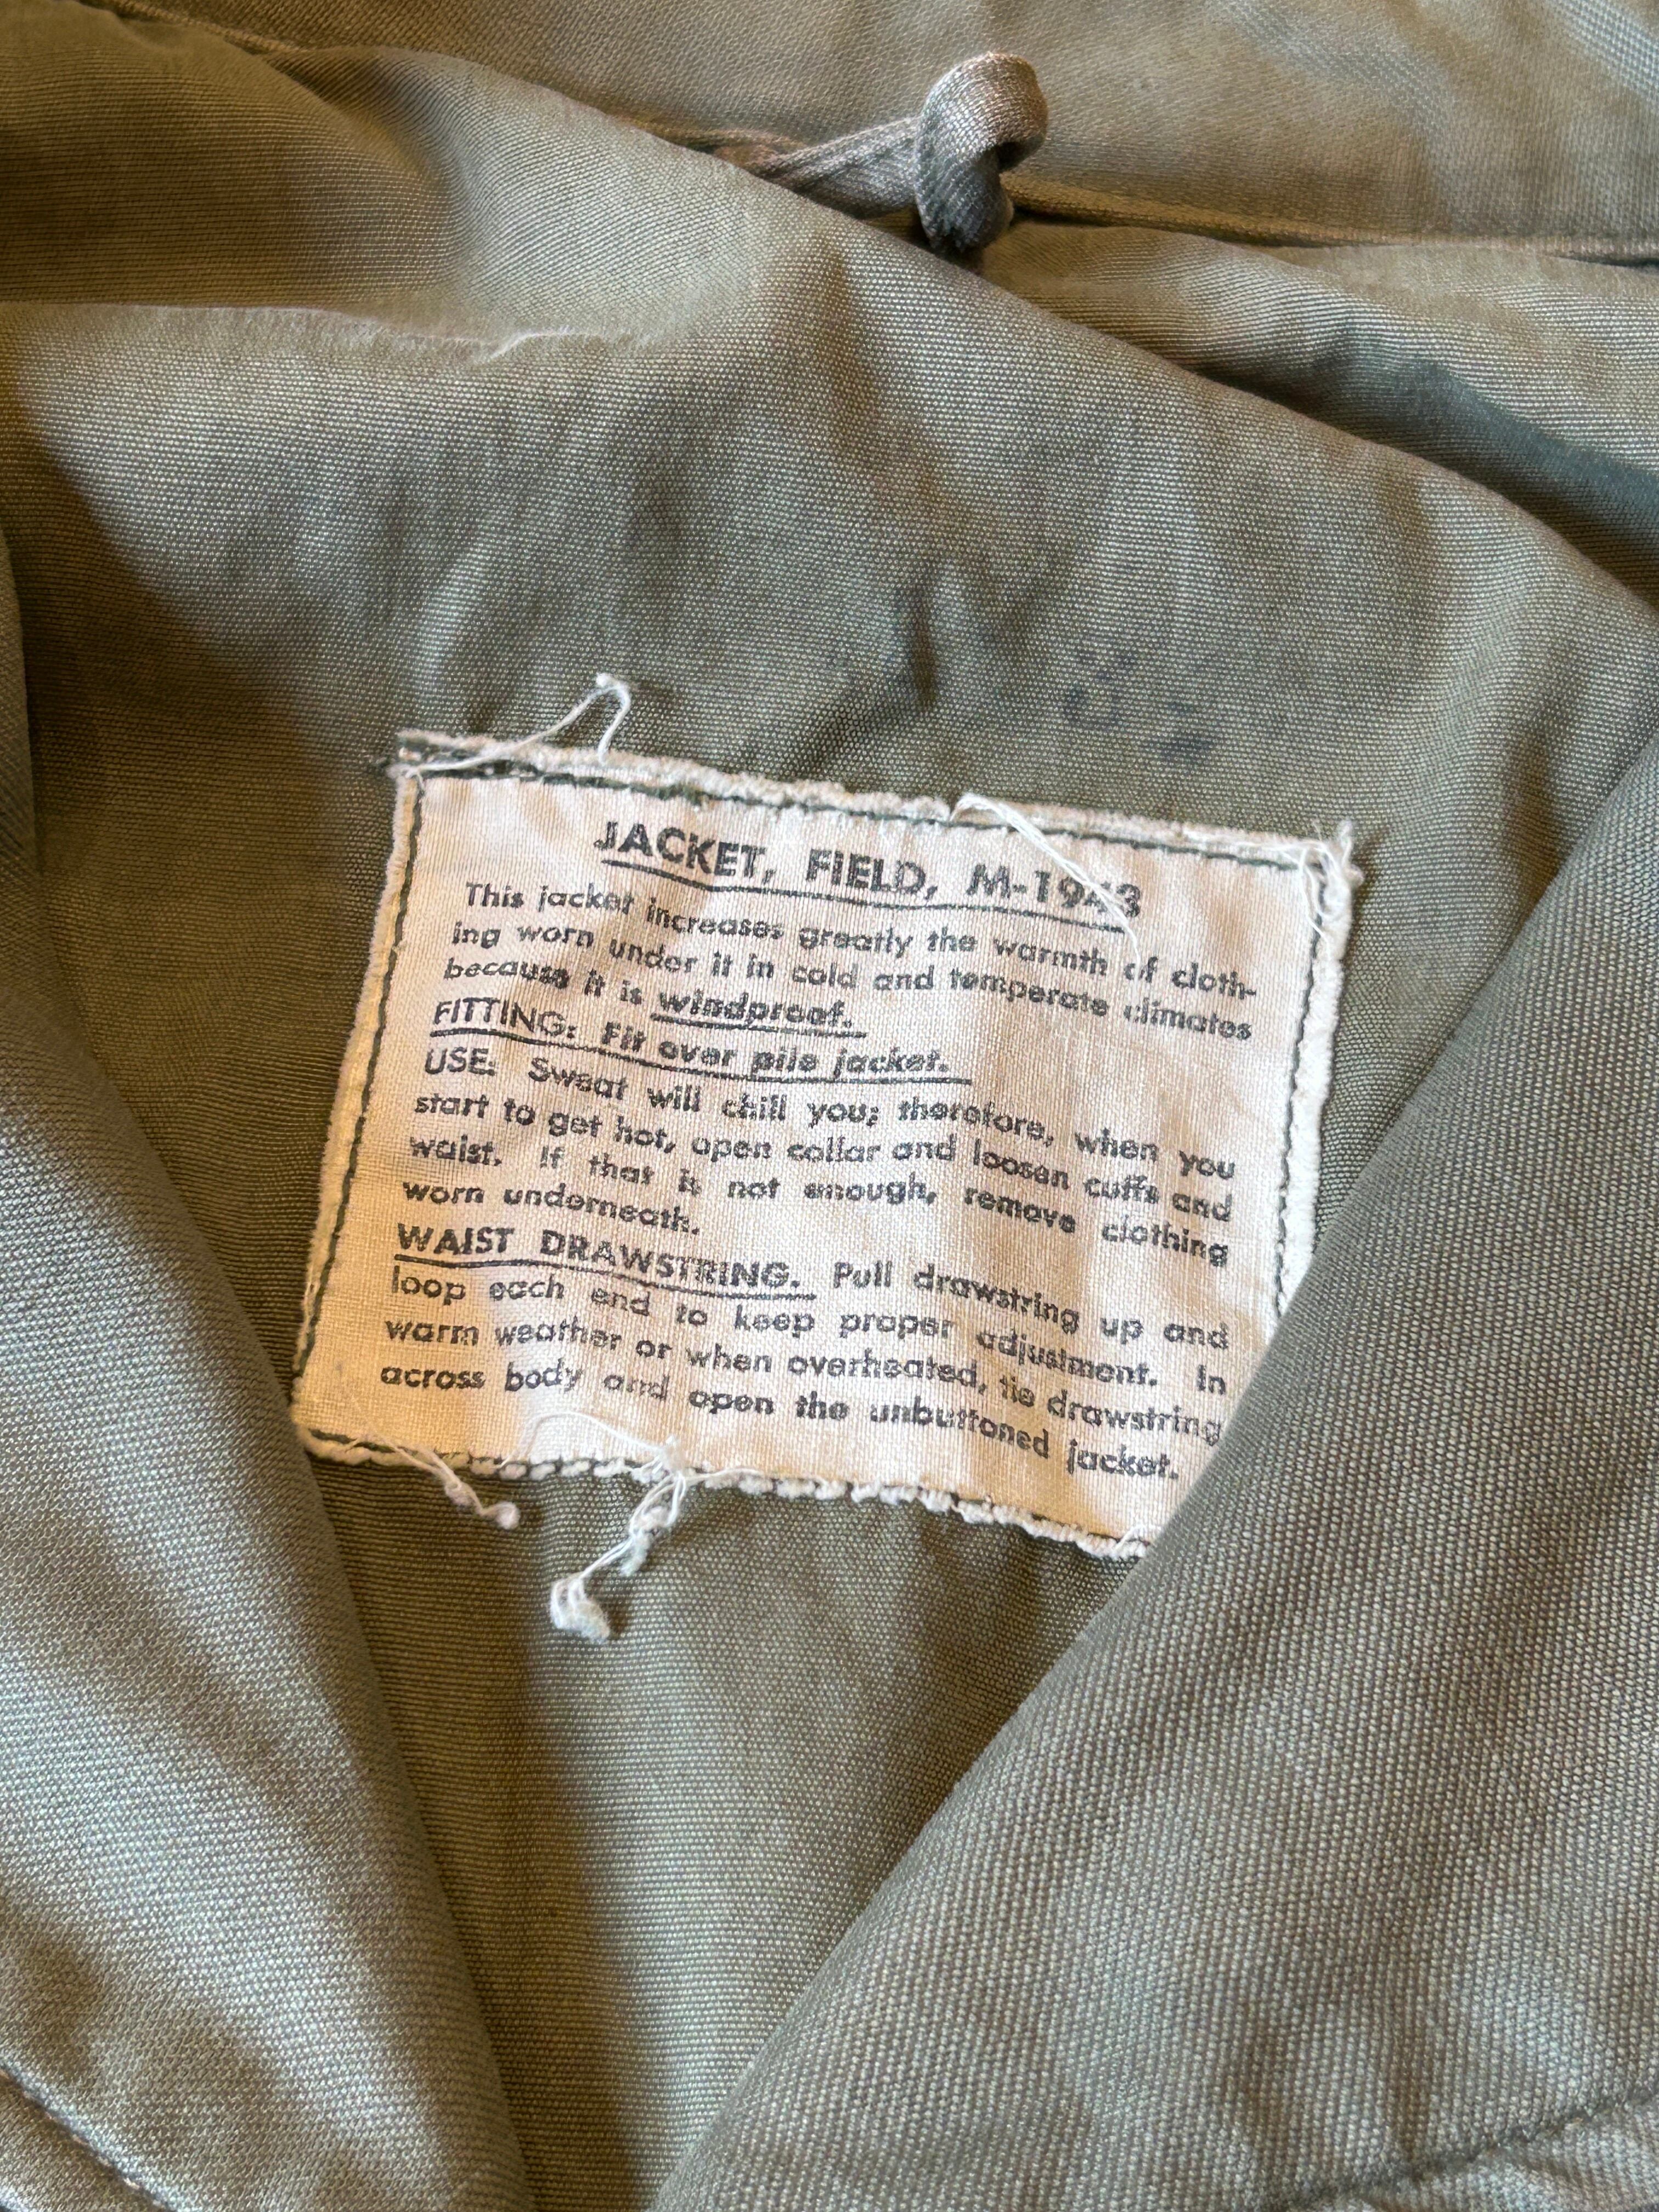 JACKET, FIELD, M-1943
This jacket increases greatly the warmth of cloth-
ing worn under it in cold and temperate climates
because it is windproof.
FITTING: Fit over pile jacket.
USE: Sweat will chill you; therefore, when you
start to get hot, open collar and loosen cuffs and
waist. If that is not enough, remove clothing
worn underneath.
WAIST DRAWSTRING. Pull drawstring up and
loop each end to keep proper adjustment. In
warm weather or when overheated, tie drawstring
across body and open the unbuttoned jacket.